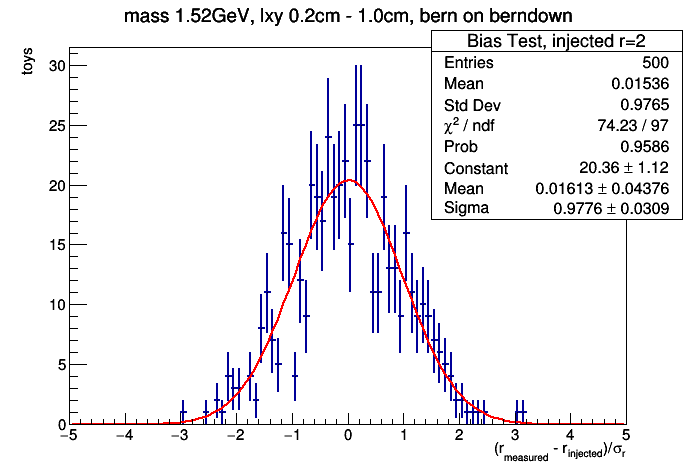 mass 1.52GeV, lxy 0.2cm - 1.0cm, bern on berndown
toys
Bias Test, injected r=2
Entries 500
Mean 0.01536
Std Dev 0.9765
χ² / ndf 74.23 / 97
Prob 0.9586
Constant 20.36 ± 1.12
Mean 0.01613 ± 0.04376
Sigma 0.9776 ± 0.0309
30
25
20
15
10
5
0
−5 −4 −3 −2 −1 0 1 2 3 4 5
(r_measured - r_injected)/σ_r